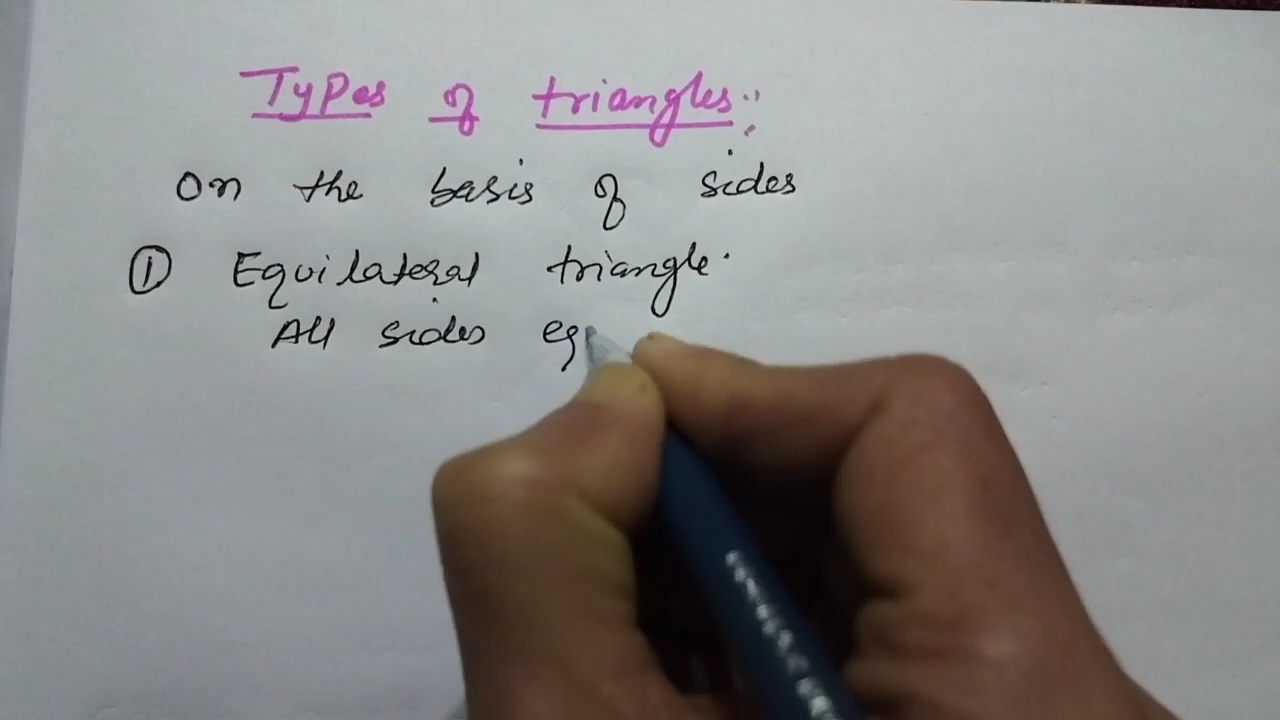 Types of triangles:
On the basis of sides
① Equilateral triangle.
All sides eq